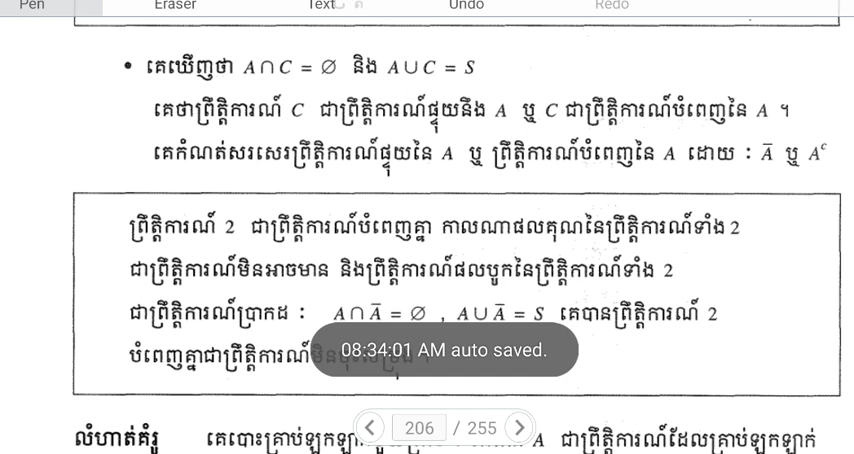 Pen Eraser Text Undo Redo
• គេឃើញថា A∩C = ∅ និង A∪C = S
គេថាព្រឹត្តិការណ៍ C ជាព្រឹត្តិការណ៍ផ្ទុយនឹង A ឬ C ជាព្រឹត្តិការណ៍បំពេញនៃ A ។
គេកំណត់សរសេរព្រឹត្តិការណ៍ផ្ទុយនៃ A ឬ ព្រឹត្តិការណ៍បំពេញនៃ A ដោយ : Ā ឬ Aᶜ
ព្រឹត្តិការណ៍ 2 ជាព្រឹត្តិការណ៍បំពេញគ្នា កាលណាផលគុណនៃព្រឹត្តិការណ៍ទាំង 2
ជាព្រឹត្តិការណ៍មិនអាចមាន និងព្រឹត្តិការណ៍ផលបូកនៃព្រឹត្តិការណ៍ទាំង 2
ជាព្រឹត្តិការណ៍ប្រាកដ : A∩Ā = ∅ , A∪Ā = S គេបានព្រឹត្តិការណ៍ 2
បំពេញគ្នាជាព្រឹត្តិការណ៍
08:34:01 AM auto saved.
206 / 255
លំហាត់គំរូ គេបោះគ្រាប់ឡុកឡាក់ A ជាព្រឹត្តិការណ៍ដែលគ្រាប់ឡុកឡាក់